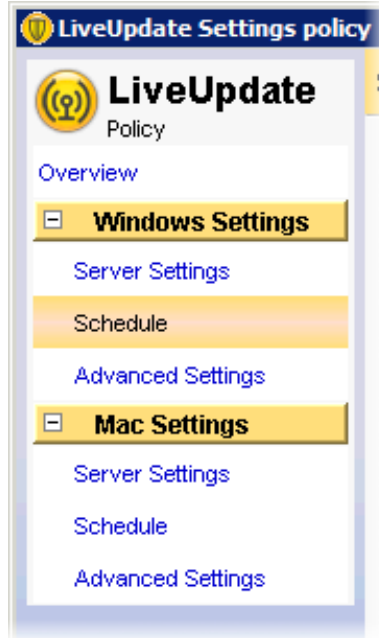 LiveUpdate Settings policy
LiveUpdate
Policy
Overview
Windows Settings
Server Settings
Schedule
Advanced Settings
Mac Settings
Server Settings
Schedule
Advanced Settings